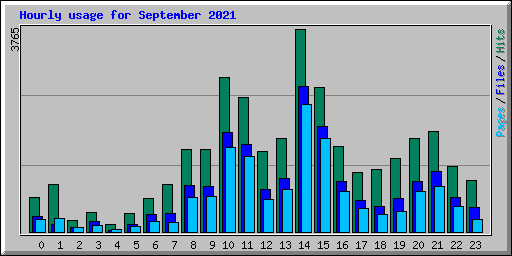 Hourly usage for September 2021
3765
Pages / Files / Hits
0 1 2 3 4 5 6 7 8 9 10 11 12 13 14 15 16 17 18 19 20 21 22 23